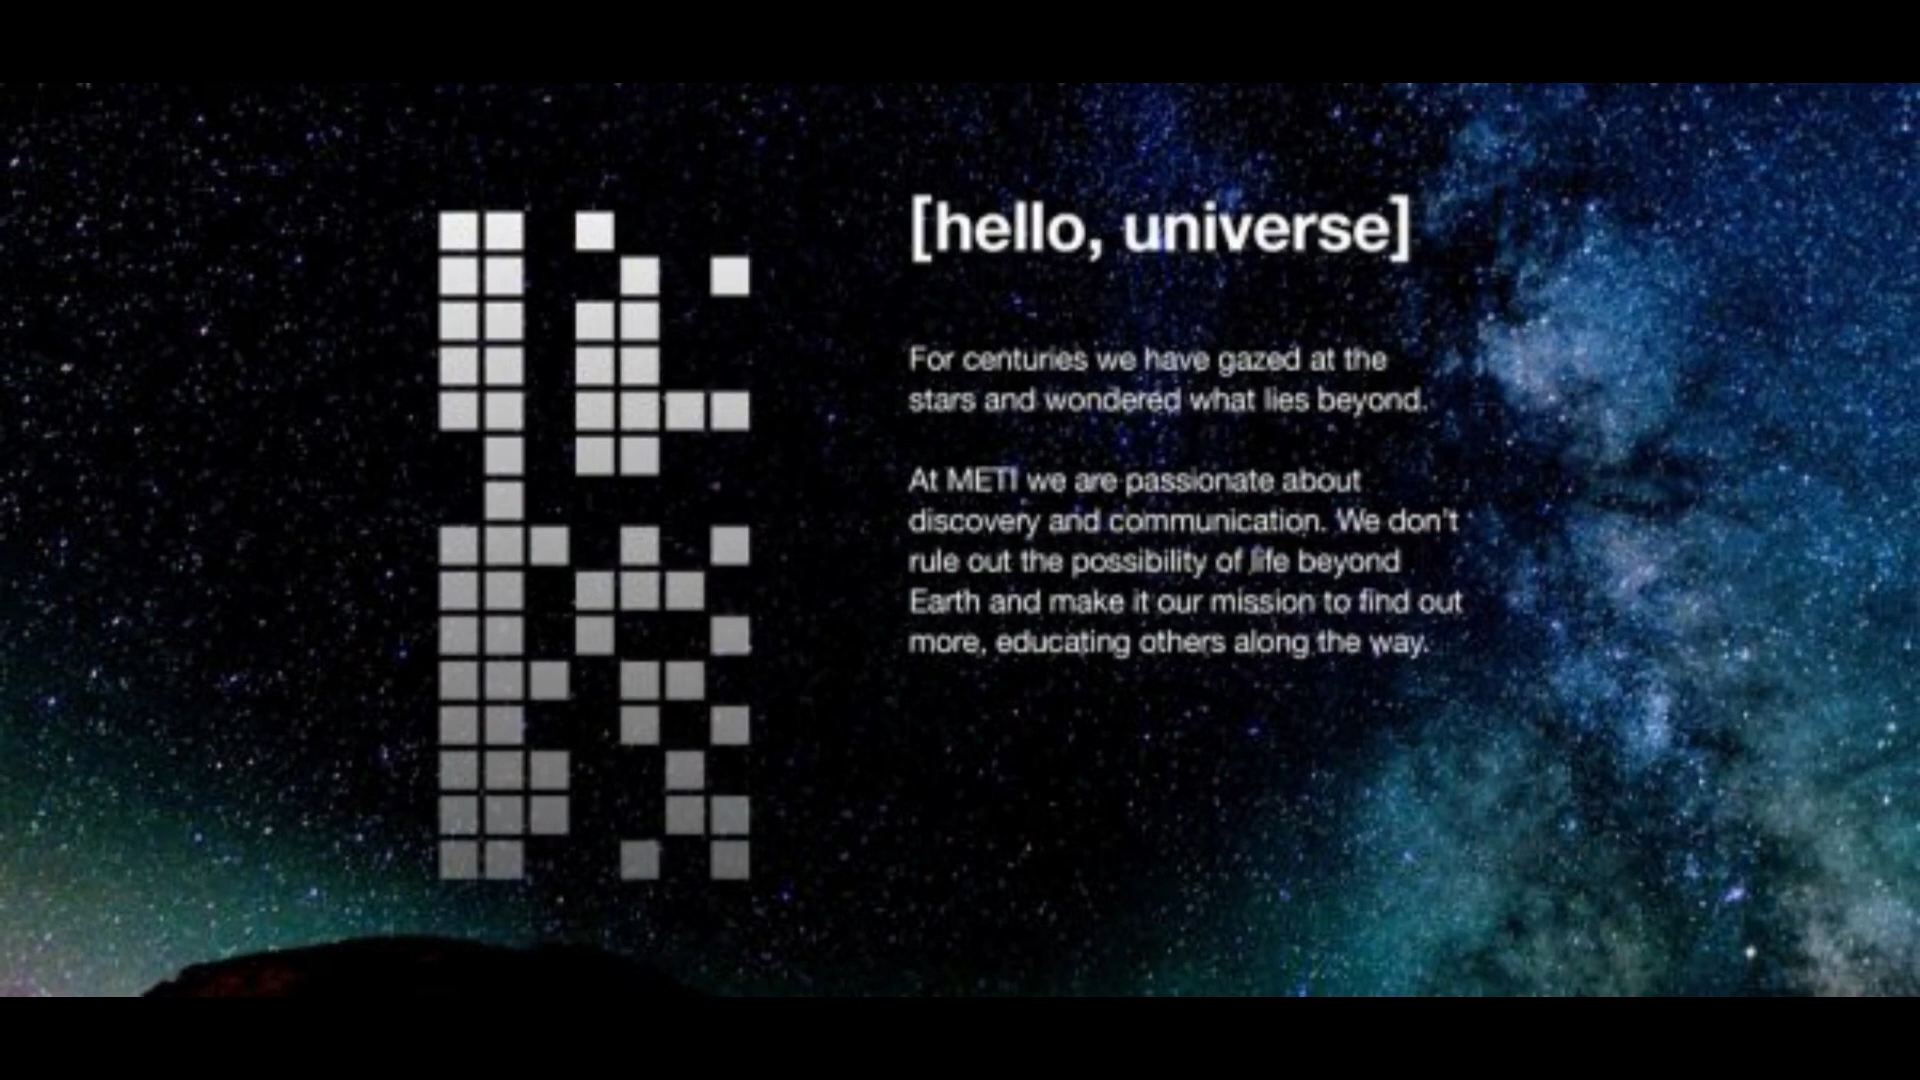 [hello, universe]
For centuries we have gazed at the
stars and wondered what lies beyond.
At METI we are passionate about
discovery and communication. We don't
rule out the possibility of life beyond
Earth and make it our mission to find out
more, educating others along the way.